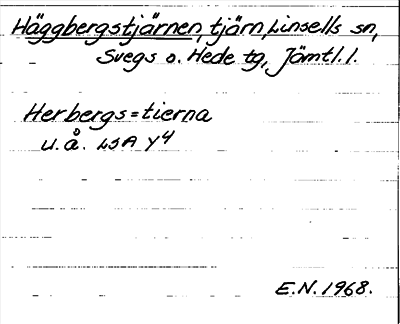 Häggbergstjärnen, tjärn, Linsells sn,
Svegs o. Hede tg, Jämtl. l.
Herbergs=tierna
u. å. LSA Y4
E.N. 1968.